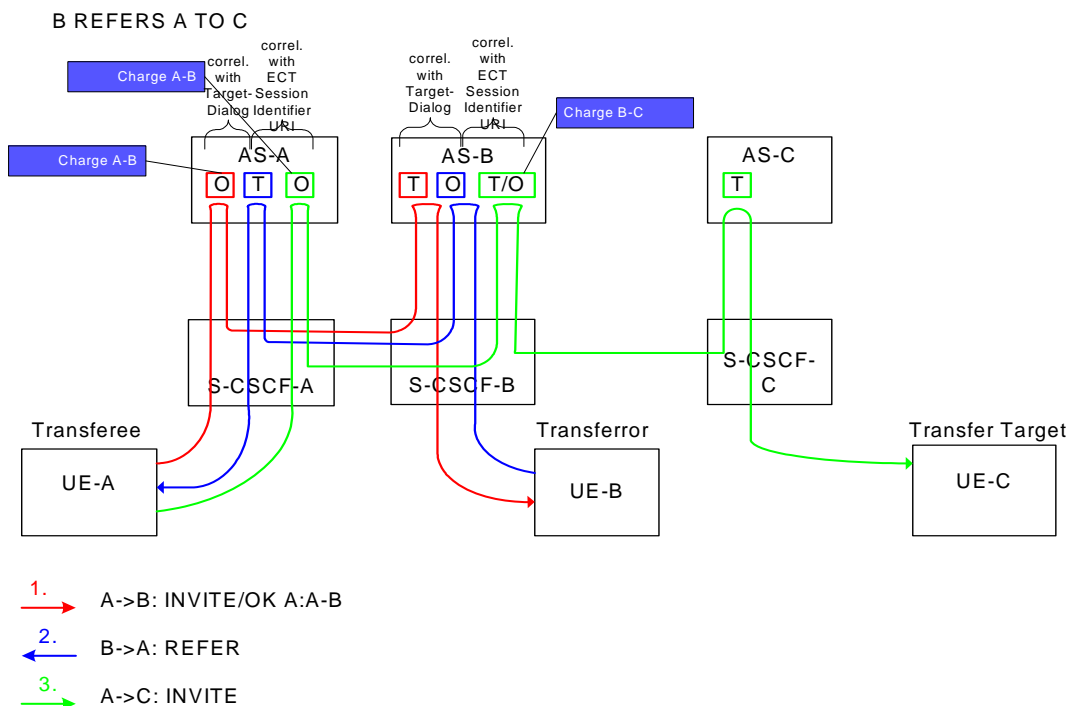 B REFERS A TO C
correl.
with
Target-
Dialog
correl.
with
ECT
Session
Identifier
URI
correl.
with
Target-
Dialog
correl.
with
ECT
Session
Identifier
URI
Charge A-B
Charge A-B
Charge B-C
AS-A
O
T
O
AS-B
T
O
T/O
AS-C
T
S-CSCF-A
S-CSCF-B
S-CSCF-
C
Transferee
UE-A
Transferror
UE-B
Transfer Target
UE-C
1.
A->B: INVITE/OK A:A-B
2.
B->A: REFER
3.
A->C: INVITE